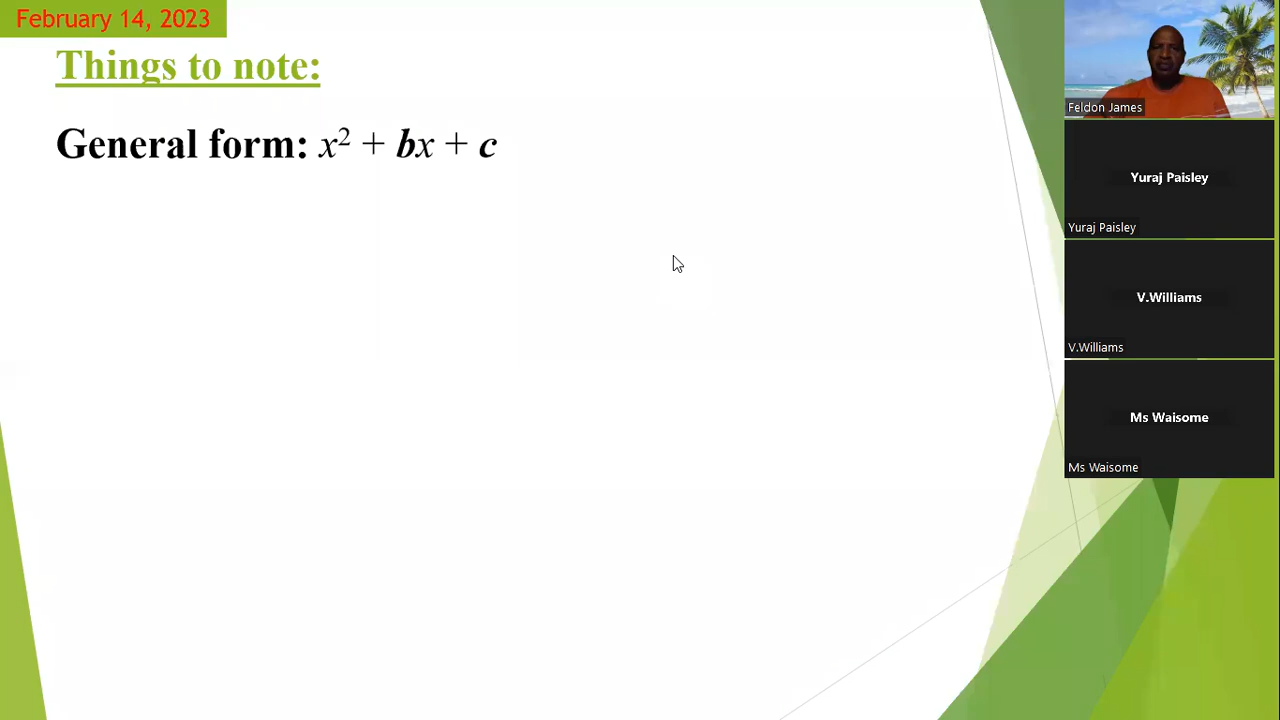 February 14, 2023
Things to note:
General form: x² + bx + c
Feldon James
Yuraj Paisley
Yuraj Paisley
V.Williams
V.Williams
Ms Waisome
Ms Waisome